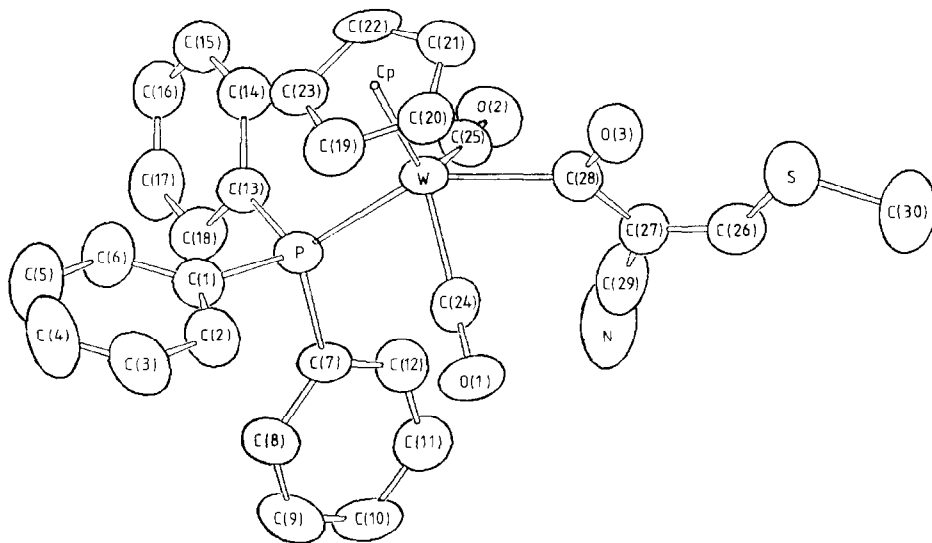 C(22)
C(21)
C(15)
Cp
C(16)
C(14)
C(23)
C(20)
O(2)
C(25)
O(3)
C(19)
C(17)
C(13)
W
C(28)
S
C(30)
C(18)
C(27)
C(26)
C(6)
P
C(5)
C(1)
C(29)
C(24)
C(4)
C(2)
N
C(3)
C(7)
C(12)
O(1)
C(8)
C(11)
C(9)
C(10)